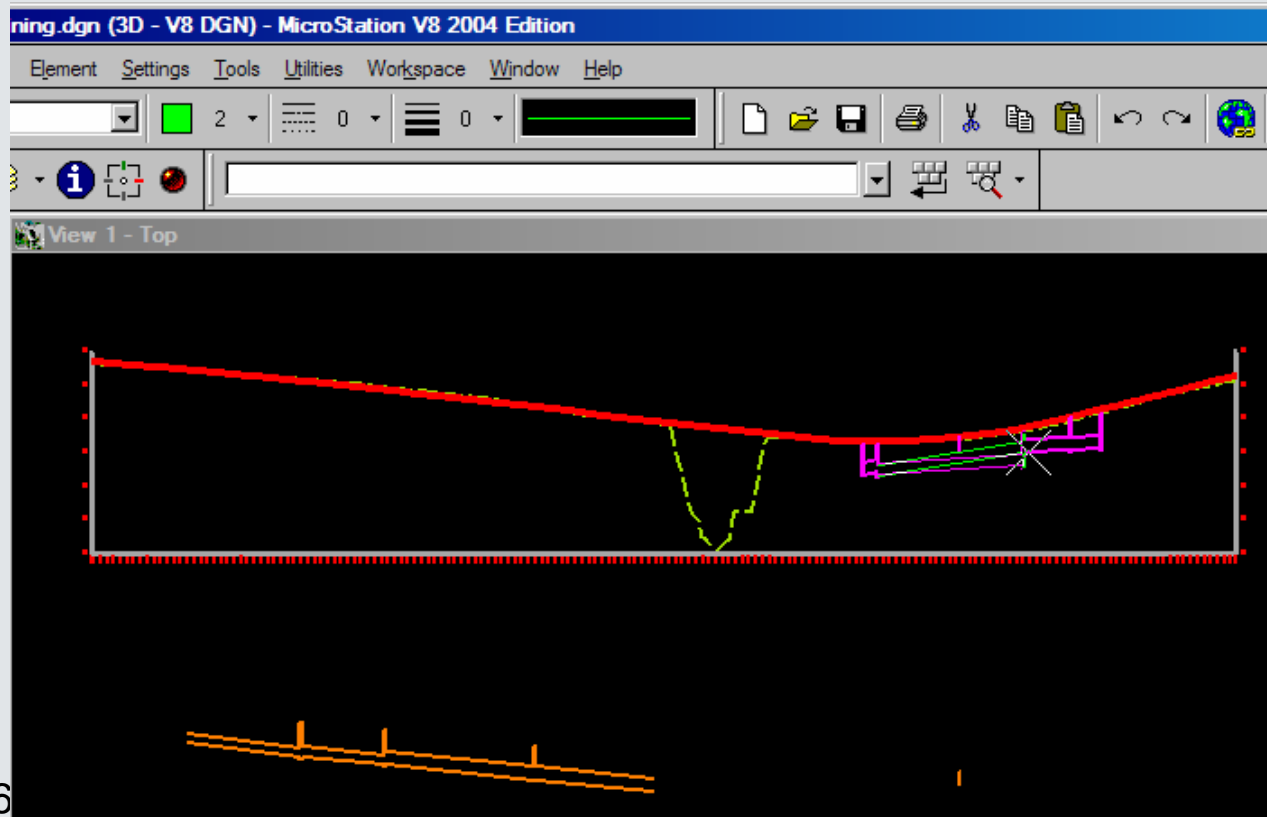 ning.dgn (3D - V8 DGN) - MicroStation V8 2004 Edition
Element Settings Tools Utilities Workspace Window Help
2 0 0
View 1 - Top
6